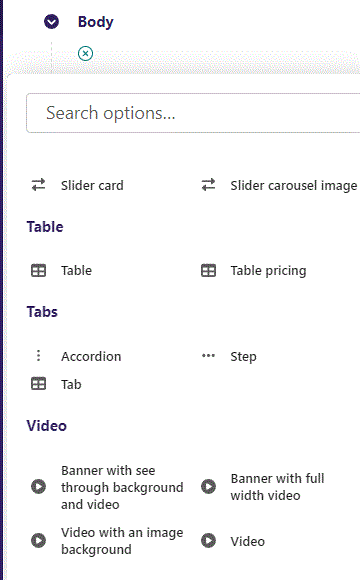 Body
Search options...
Slider card
Slider carousel image
Table
Table
Table pricing
Tabs
Accordion
Step
Tab
Video
Banner with see
through background
and video
Banner with full
width video
Video with an image
background
Video